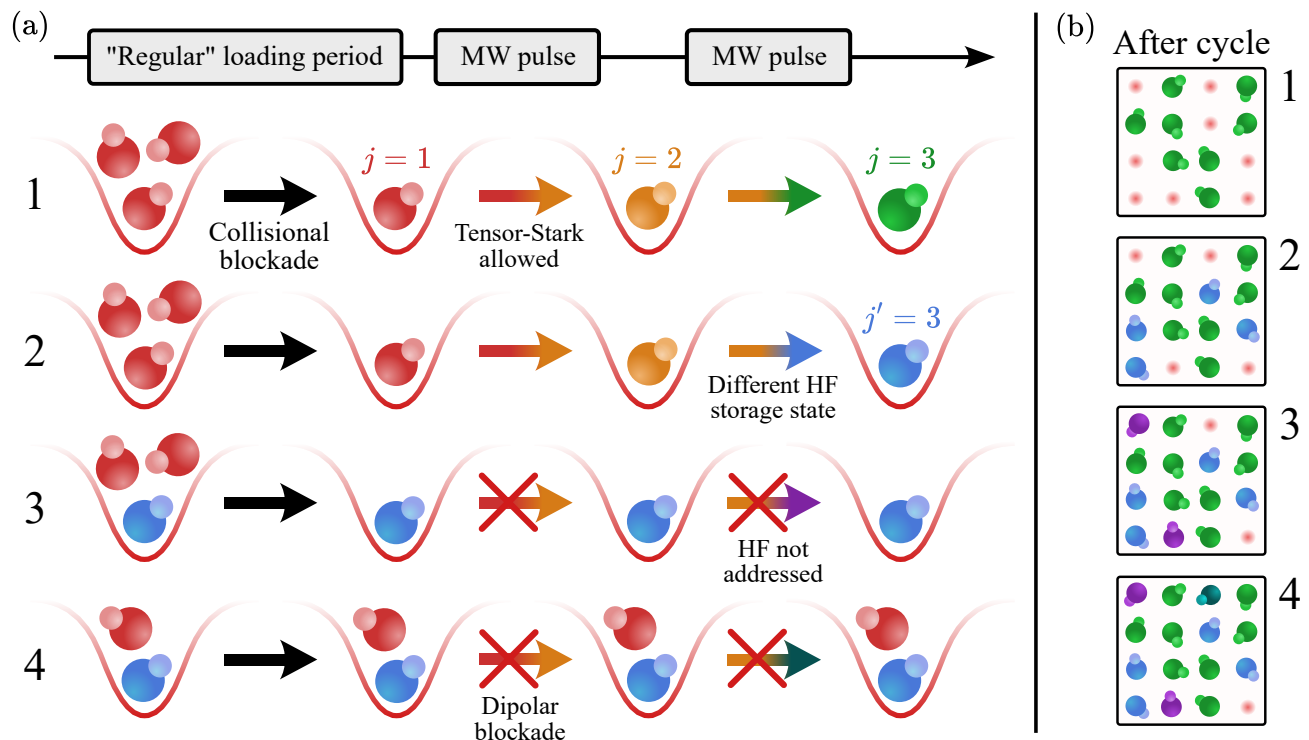 (a)
"Regular" loading period
MW pulse
MW pulse
(b)
After cycle
1
j = 1
j = 2
j = 3
Collisional
blockade
Tensor-Stark
allowed
2
j' = 3
Different HF
storage state
3
HF not
addressed
4
Dipolar
blockade
1
2
3
4